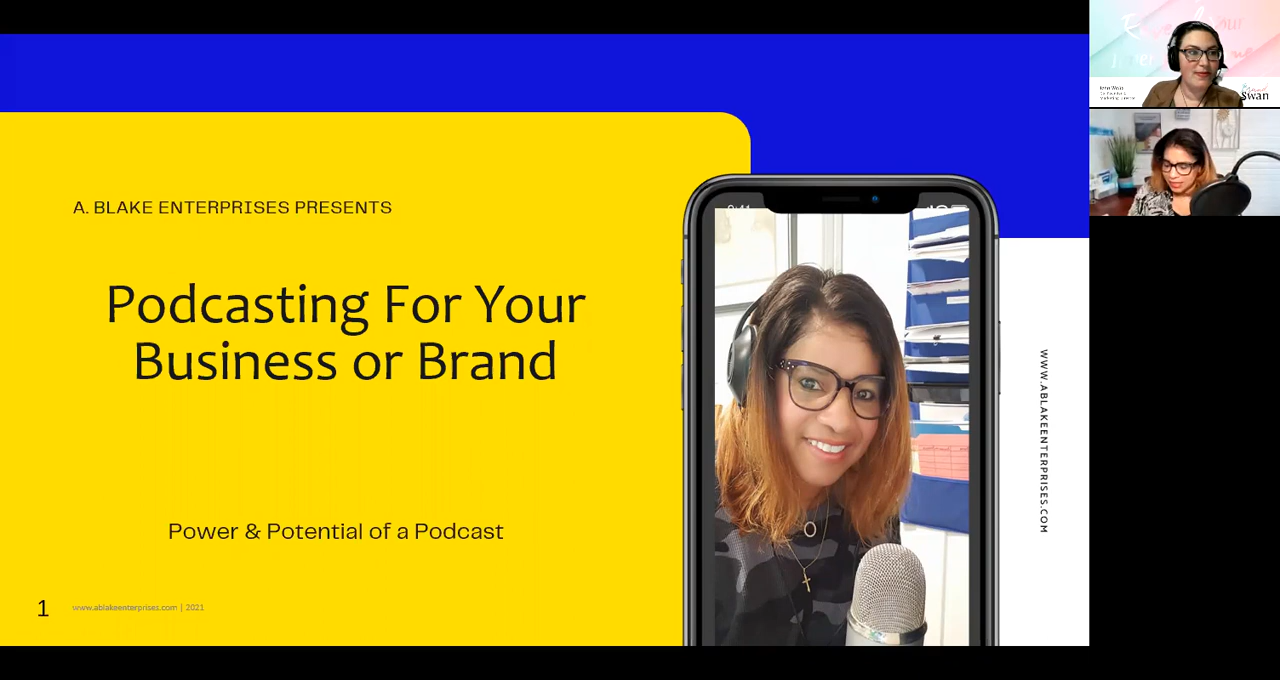 A. BLAKE ENTERPRISES PRESENTS
Podcasting For Your
Business or Brand
Power & Potential of a Podcast
1
www.ablakeenterprises.com | 2021
WWW.ABLAKEENTERPRISES.COM
Swan